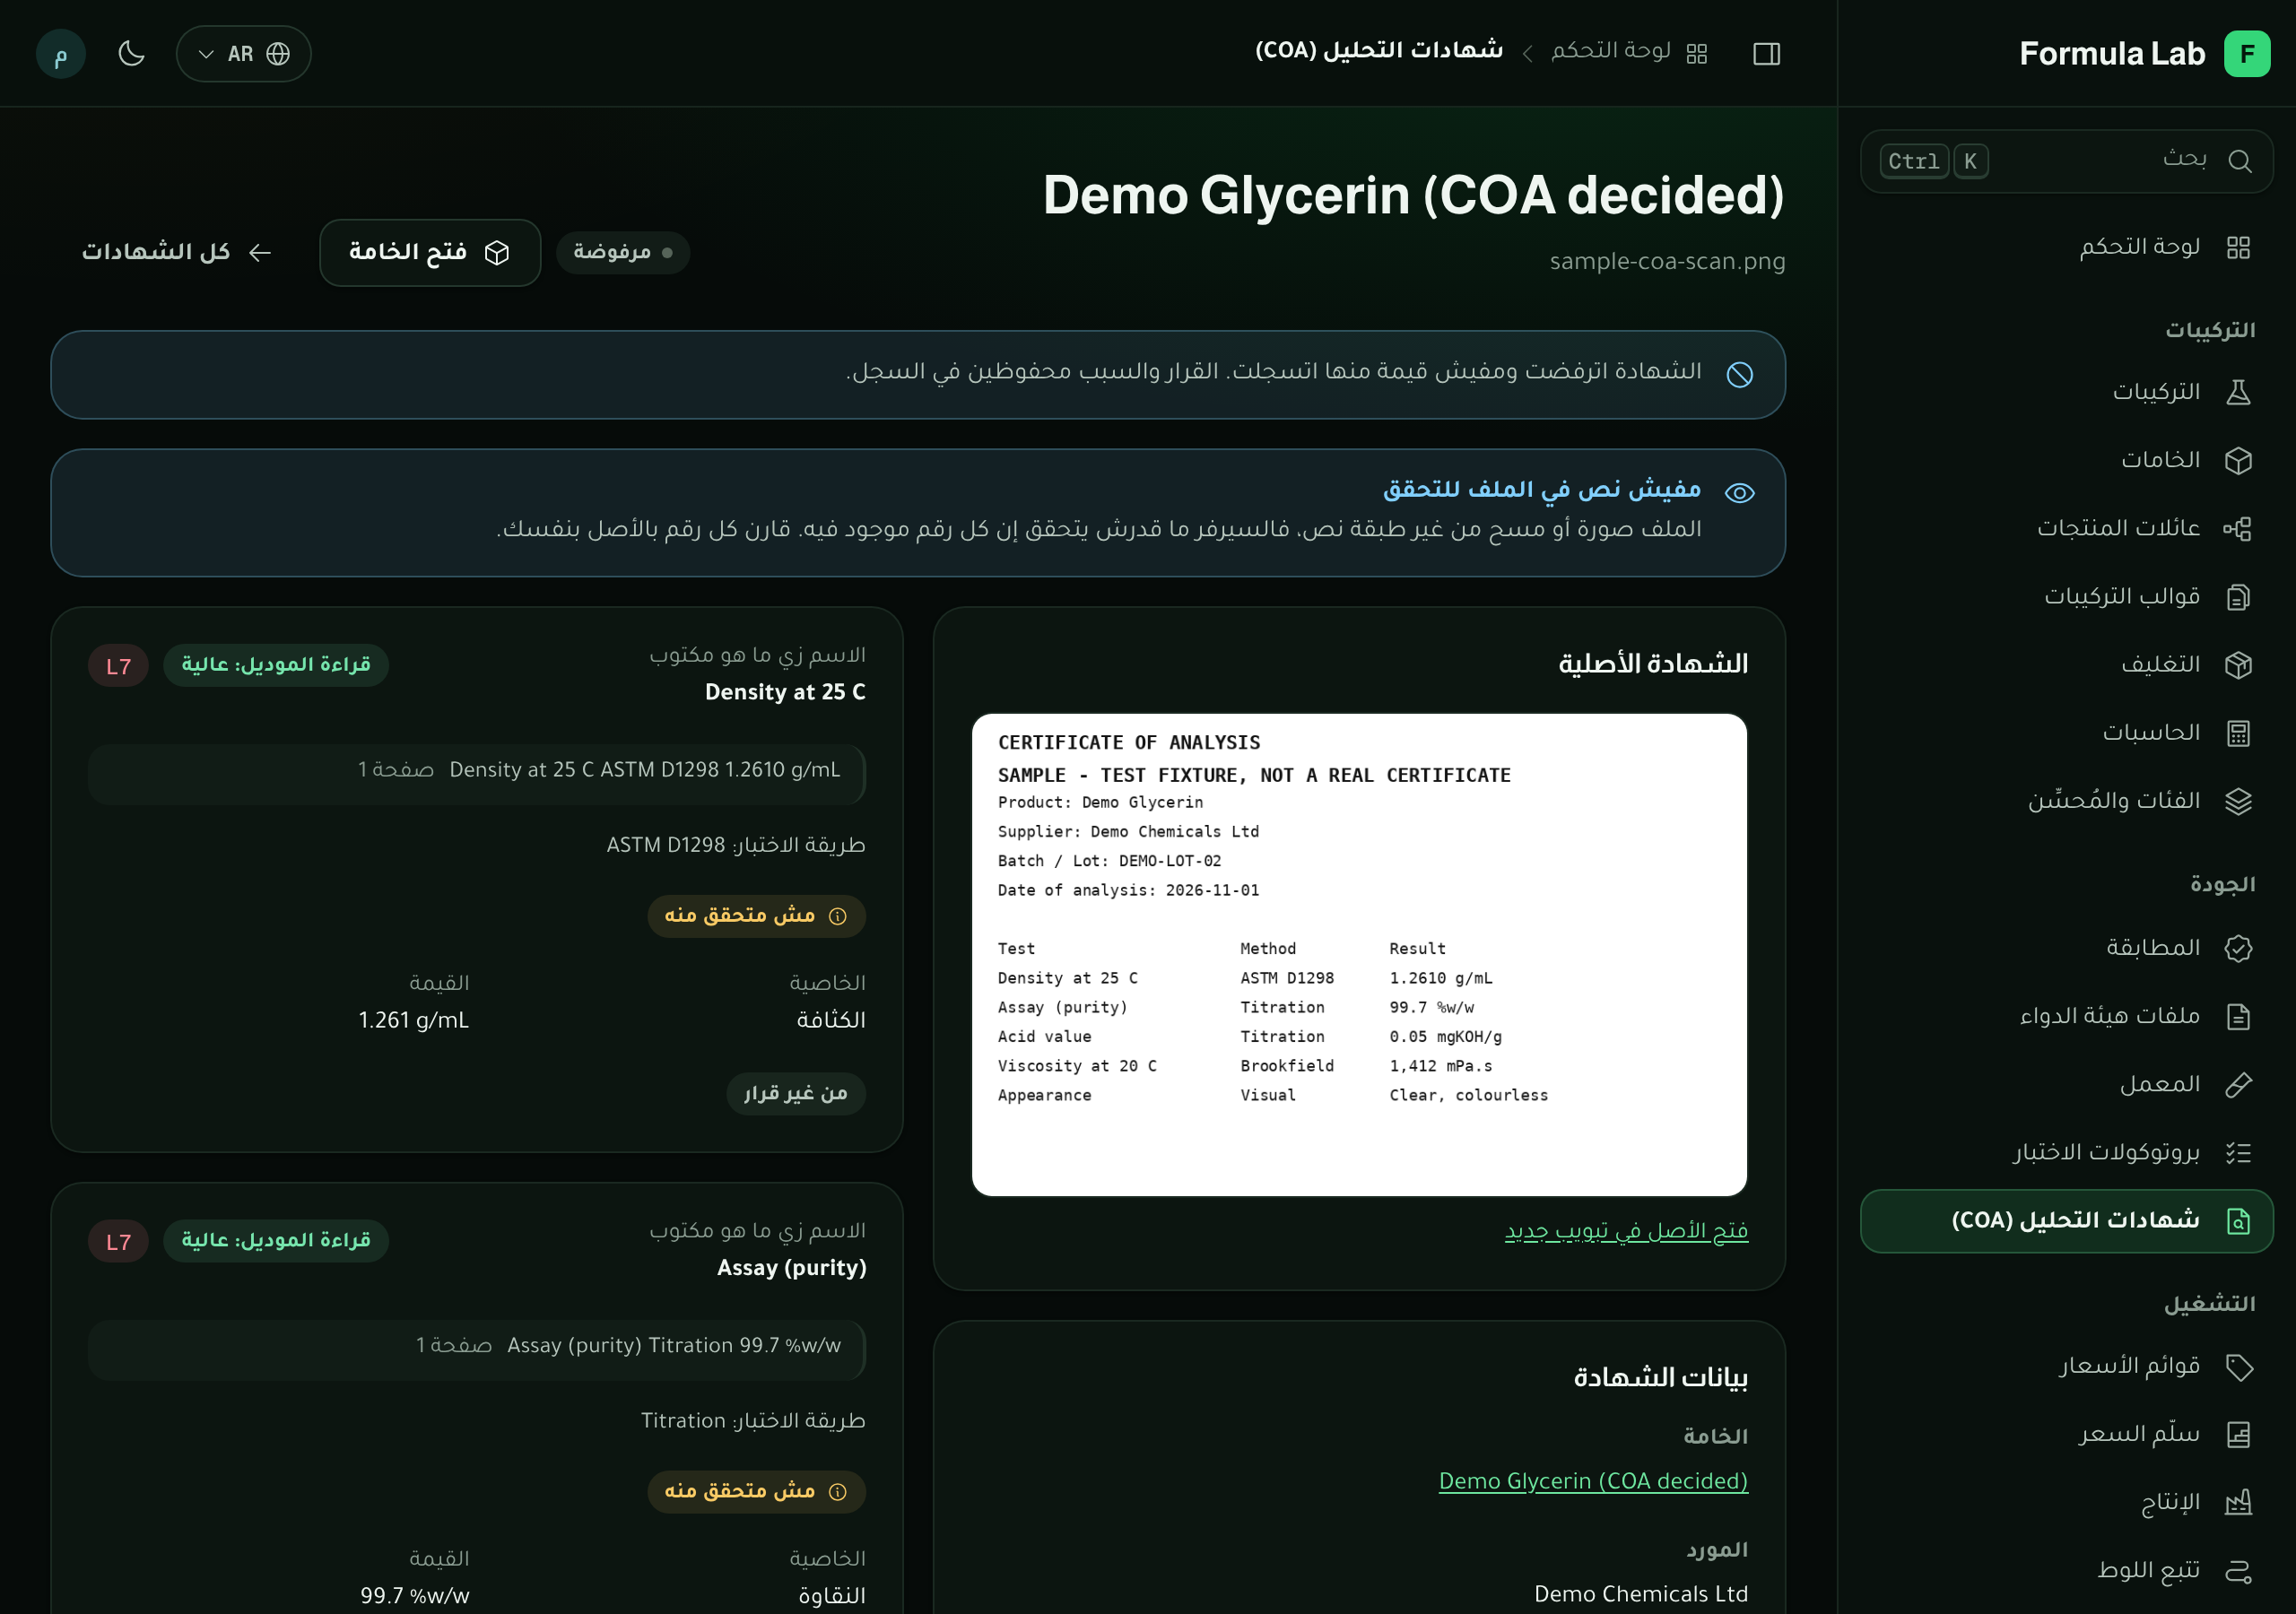 Formula Lab
F
بحث
Ctrl K
لوحة التحكم
التركيبات
التركيبات
الخامات
عائلات المنتجات
قوالب التركيبات
التغليف
الحاسبات
الفئات والمُحسِّن
الجودة
المطابقة
ملفات هيئة الدواء
المعمل
بروتوكولات الاختبار
شهادات التحليل (COA)
التشغيل
قوائم الأسعار
سلّم السعر
الإنتاج
تتبع اللوط
لوحة التحكم
شهادات التحليل (COA)
AR
م
Demo Glycerin (COA decided)
sample-coa-scan.png
مرفوضة
فتح الخامة
كل الشهادات
الشهادة اترفضت ومفيش قيمة منها اتسجلت. القرار والسبب محفوظين في السجل.
مفيش نص في الملف للتحقق
الملف صورة أو مسح من غير طبقة نص، فالسيرفر ما قدرش يتحقق إن كل رقم موجود فيه. قارن كل رقم بالأصل بنفسك.
الشهادة الأصلية
CERTIFICATE OF ANALYSIS
SAMPLE - TEST FIXTURE, NOT A REAL CERTIFICATE
Product: Demo Glycerin
Supplier: Demo Chemicals Ltd
Batch / Lot: DEMO-LOT-02
Date of analysis: 2026-11-01
Test Method Result
Density at 25 C ASTM D1298 1.2610 g/mL
Assay (purity) Titration 99.7 %w/w
Acid value Titration 0.05 mgKOH/g
Viscosity at 20 C Brookfield 1,412 mPa.s
Appearance Visual Clear, colourless
فتح الأصل في تبويب جديد
بيانات الشهادة
الخامة
Demo Glycerin (COA decided)
المورد
Demo Chemicals Ltd
الاسم زي ما هو مكتوب
Density at 25 C
قراءة الموديل: عالية
L7
Density at 25 C ASTM D1298 1.2610 g/mL صفحة 1
طريقة الاختبار: ASTM D1298
مش متحقق منه
الخاصية
الكثافة
القيمة
1.261 g/mL
من غير قرار
الاسم زي ما هو مكتوب
Assay (purity)
قراءة الموديل: عالية
L7
Assay (purity) Titration 99.7 %w/w صفحة 1
طريقة الاختبار: Titration
مش متحقق منه
الخاصية
النقاوة
القيمة
99.7 %w/w